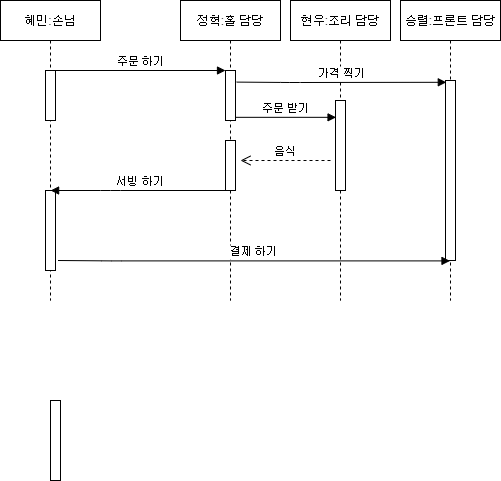 혜민:손님
정혁:홀 담당
현우:조리 담당
승렬:프론트 담당
주문 하기
가격 찍기
주문 받기
음식
서빙 하기
결제 하기